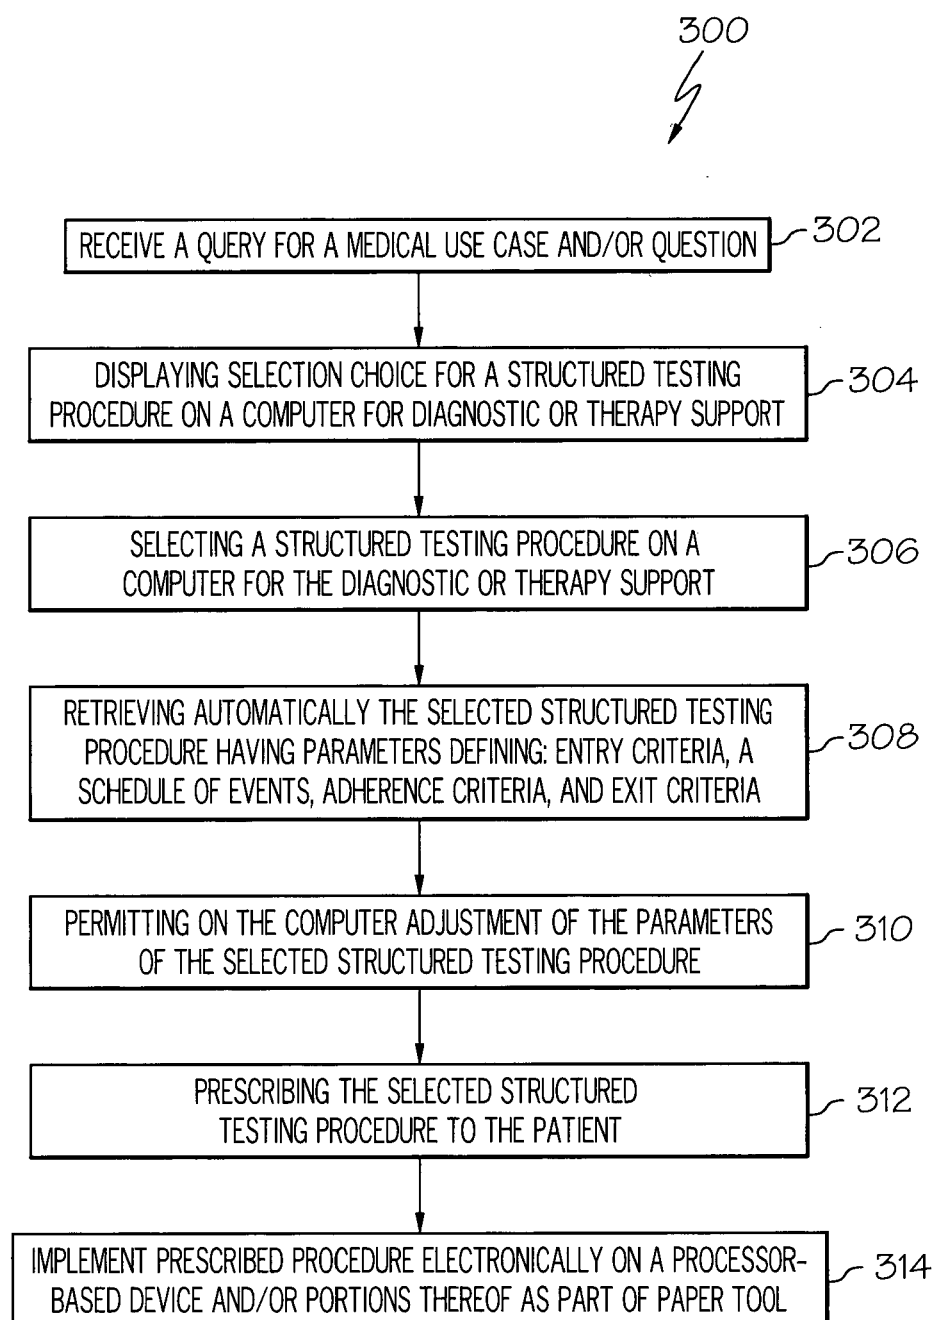 300
RECEIVE A QUERY FOR A MEDICAL USE CASE AND/OR QUESTION
302
DISPLAYING SELECTION CHOICE FOR A STRUCTURED TESTING
PROCEDURE ON A COMPUTER FOR DIAGNOSTIC OR THERAPY SUPPORT
304
SELECTING A STRUCTURED TESTING PROCEDURE ON A
COMPUTER FOR THE DIAGNOSTIC OR THERAPY SUPPORT
306
RETRIEVING AUTOMATICALLY THE SELECTED STRUCTURED TESTING
PROCEDURE HAVING PARAMETERS DEFINING: ENTRY CRITERIA, A
SCHEDULE OF EVENTS, ADHERENCE CRITERIA, AND EXIT CRITERIA
308
PERMITTING ON THE COMPUTER ADJUSTMENT OF THE PARAMETERS
OF THE SELECTED STRUCTURED TESTING PROCEDURE
310
PRESCRIBING THE SELECTED STRUCTURED
TESTING PROCEDURE TO THE PATIENT
312
IMPLEMENT PRESCRIBED PROCEDURE ELECTRONICALLY ON A PROCESSOR-
BASED DEVICE AND/OR PORTIONS THEREOF AS PART OF PAPER TOOL
314